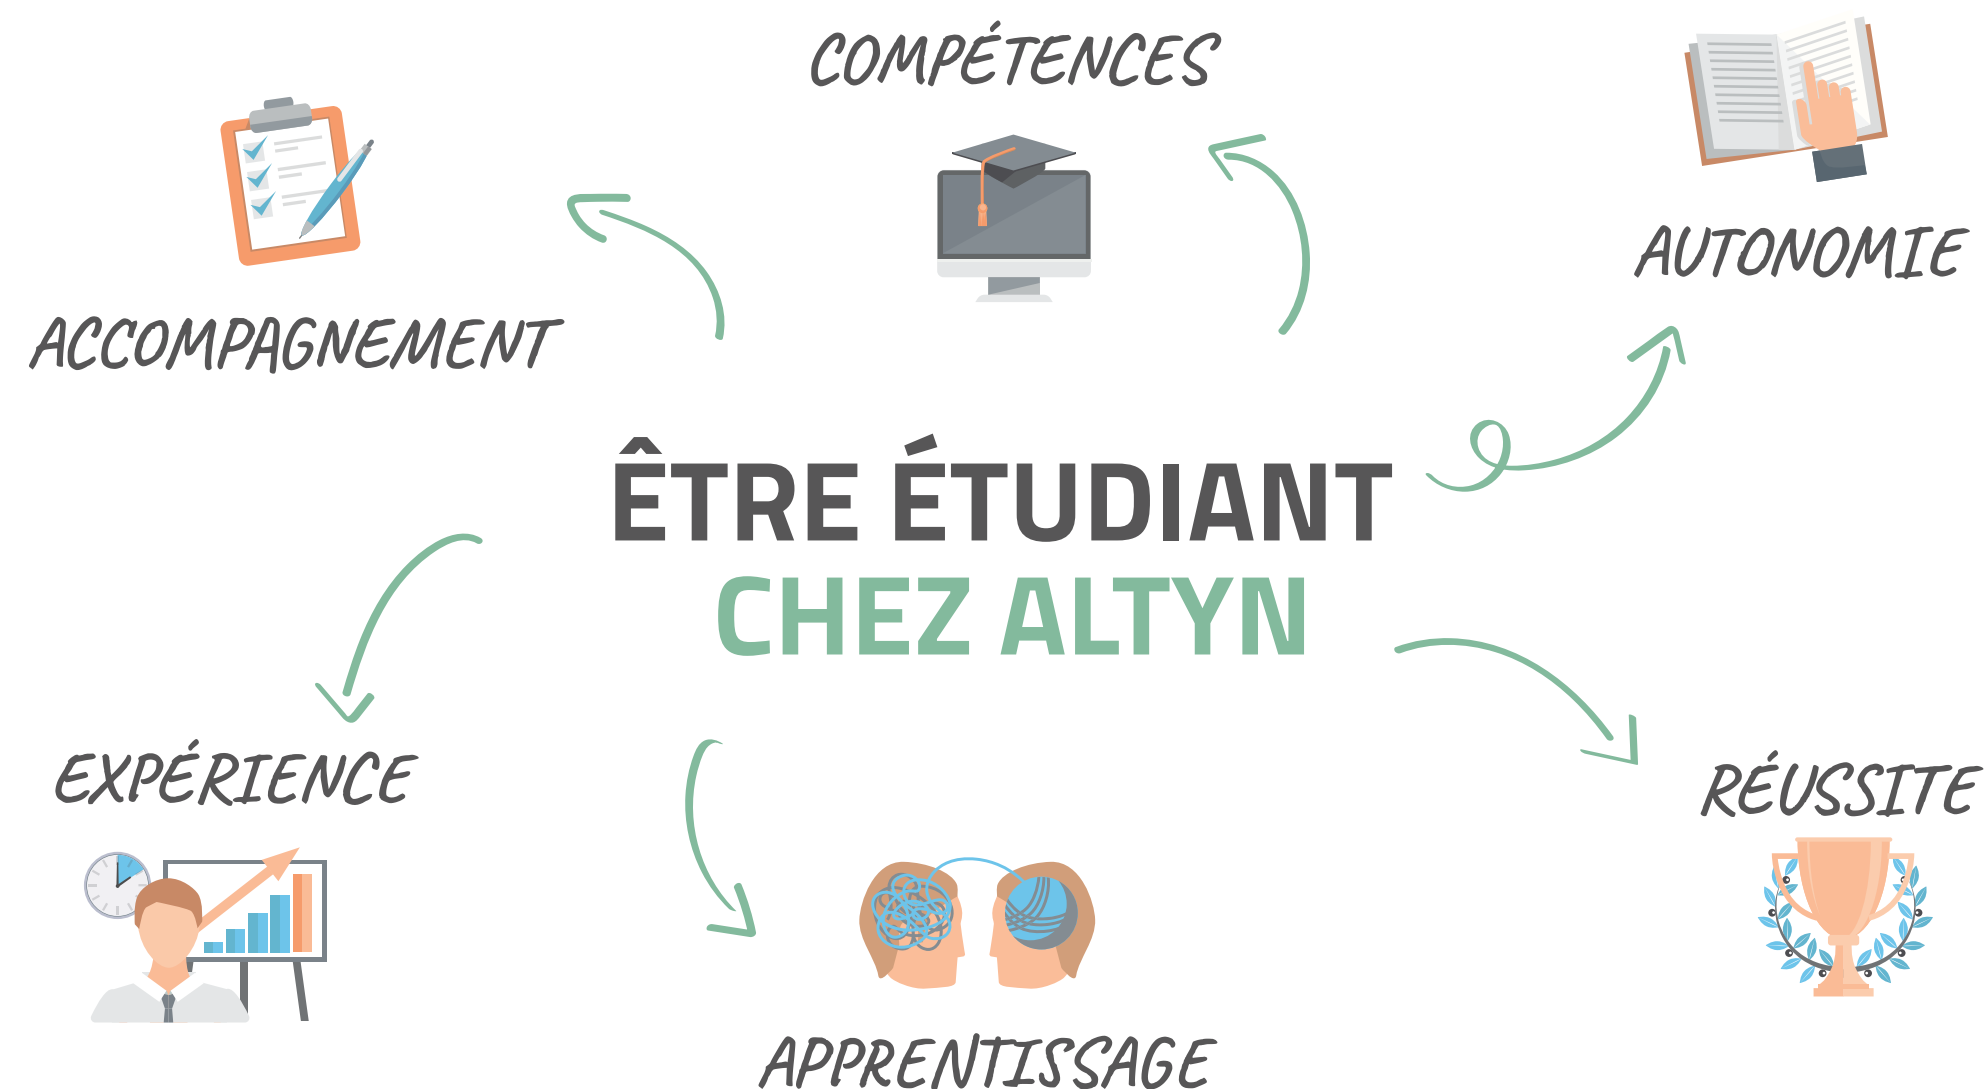 COMPÉTENCES
AUTONOMIE
ACCOMPAGNEMENT
ÊTRE ÉTUDIANT
CHEZ ALTYN
EXPÉRIENCE
RÉUSSITE
APPRENTISSAGE